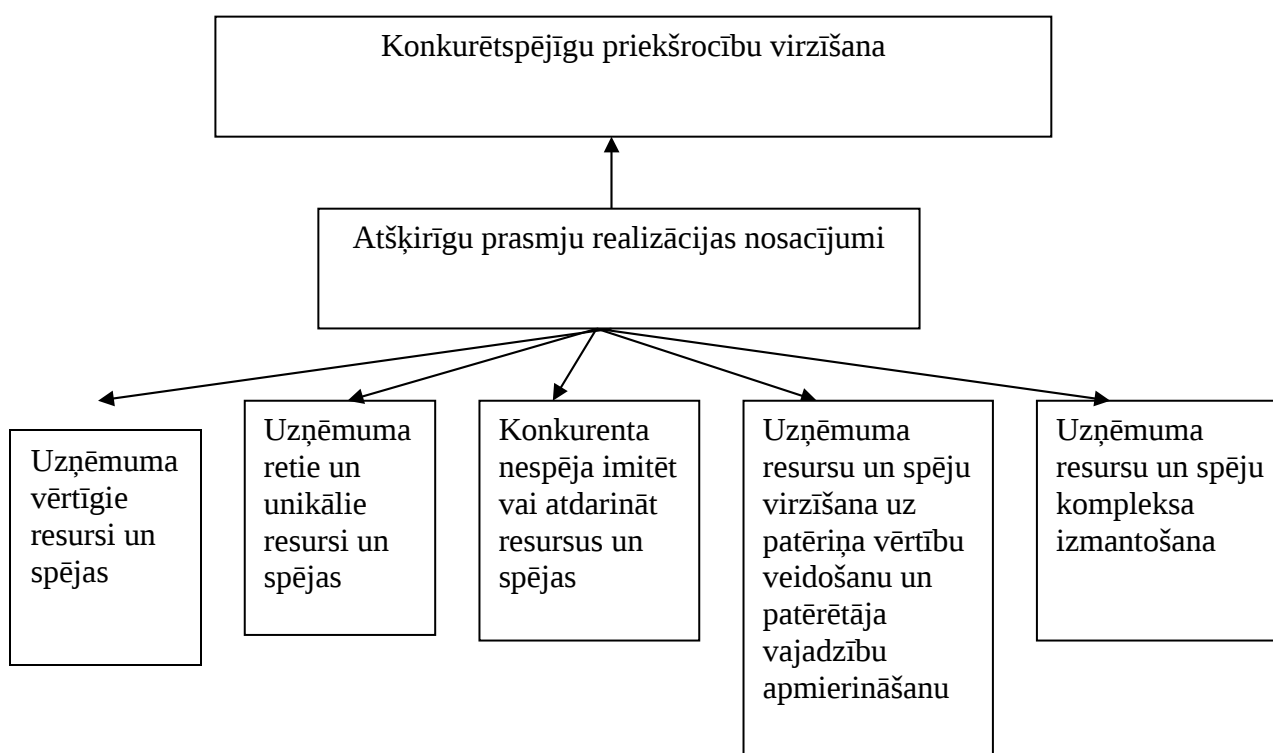 Konkurētspējīgu priekšrocību virzīšana
Atšķirīgu prasmju realizācijas nosacījumi
Uzņēmuma
vērtīgie
resursi un
spējas
Uzņēmuma
retie un
unikālie
resursi un
spējas
Konkurenta
nespēja imitēt
vai atdarināt
resursus un
spējas
Uzņēmuma
resursu un spēju
virzīšana uz
patēriņa vērtību
veidošanu un
patērētāja
vajadzību
apmierināšanu
Uzņēmuma
resursu un spēju
kompleksa
izmantošana